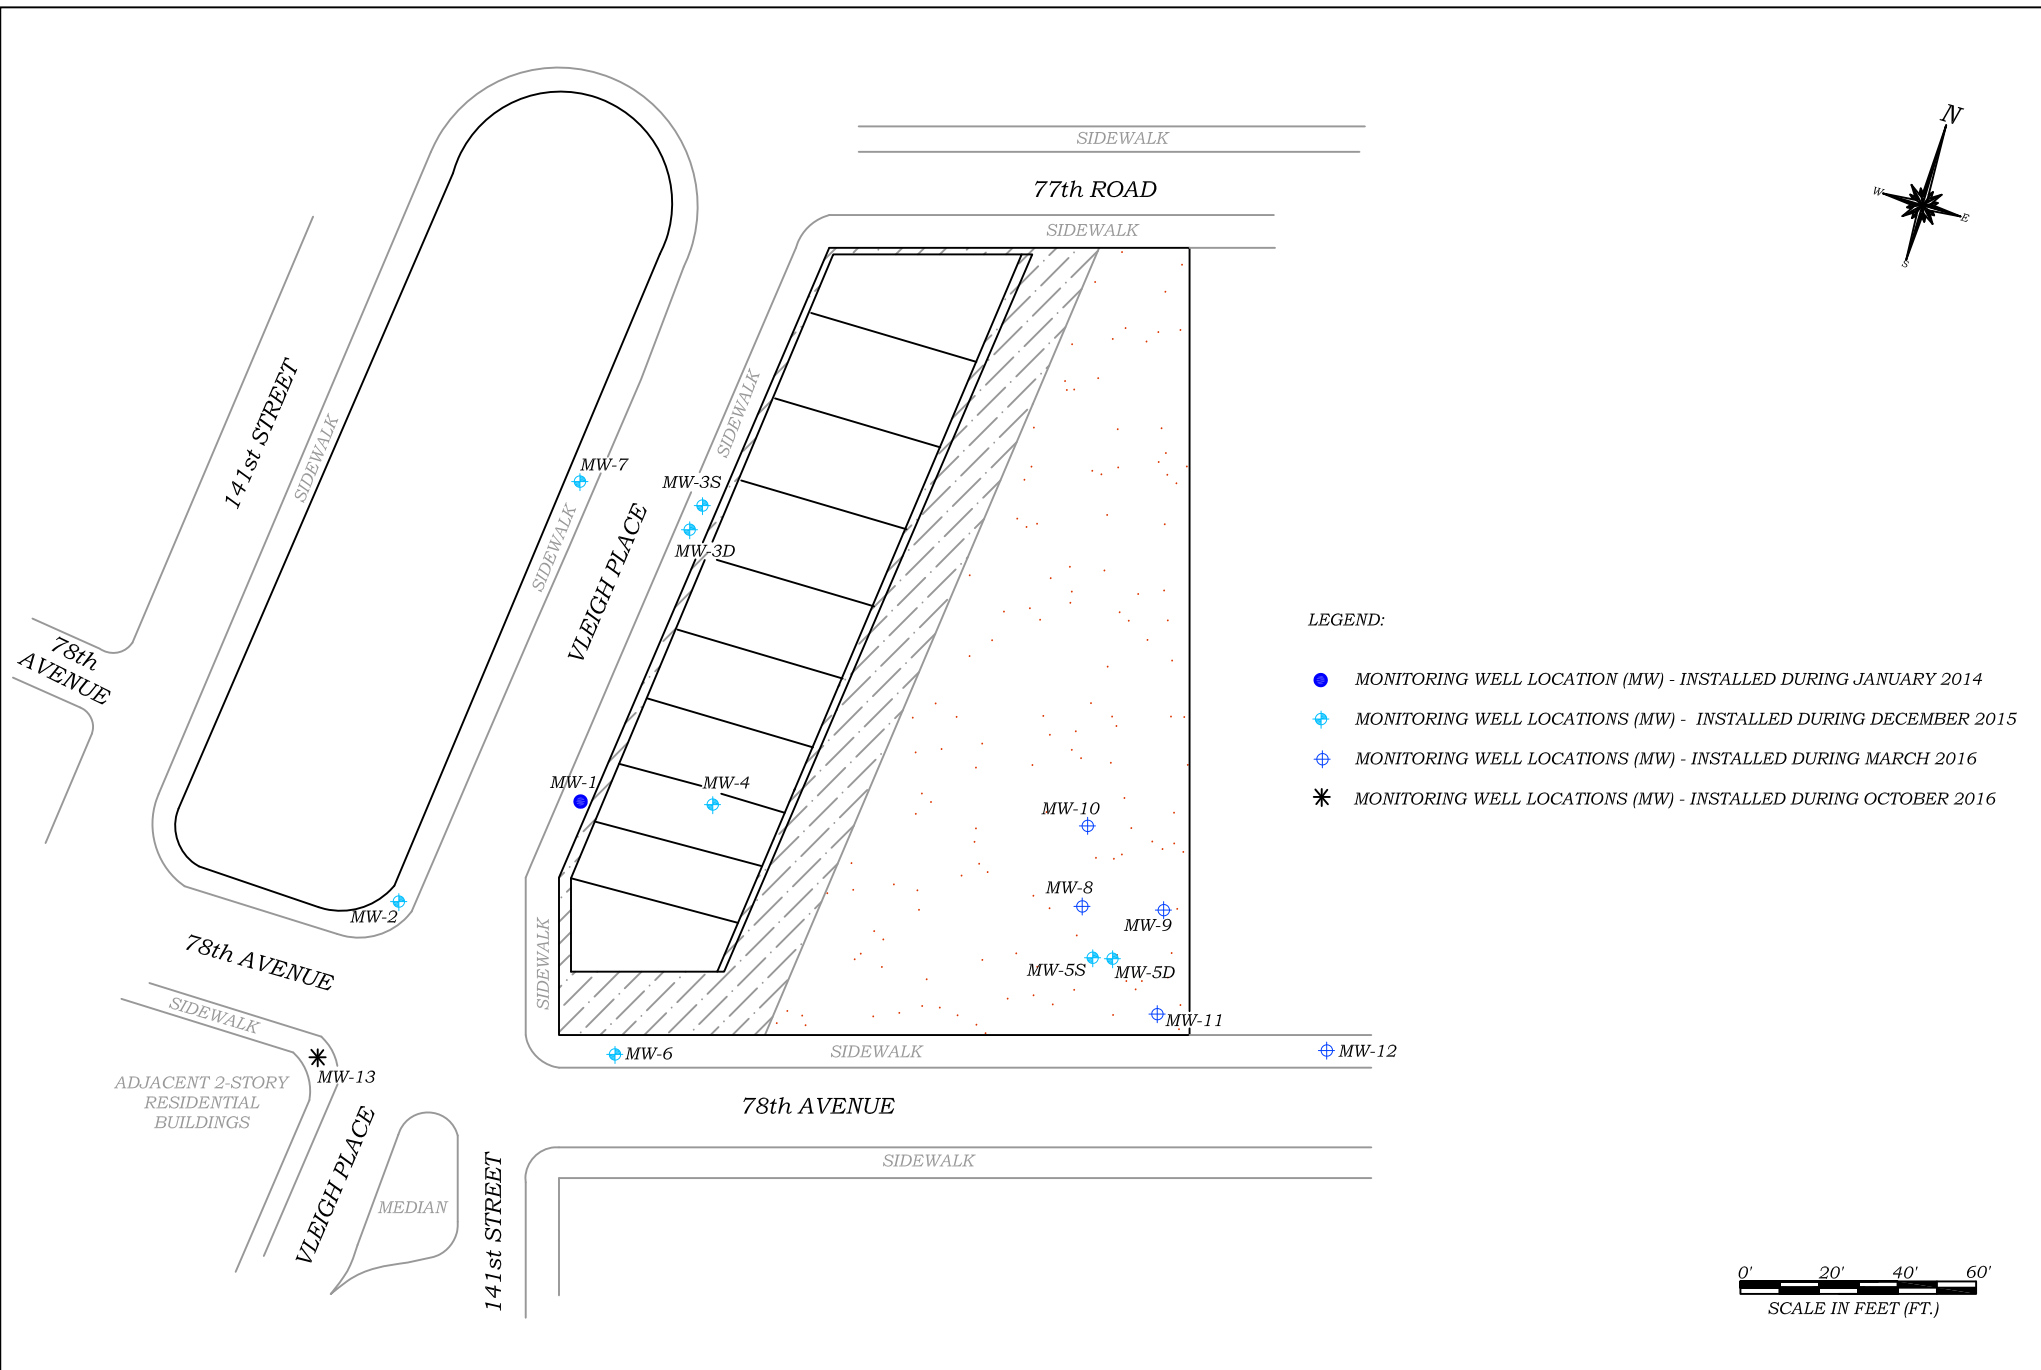 N
W
E
S
SIDEWALK
77th ROAD
SIDEWALK
141st STREET
SIDEWALK
SIDEWALK
MW-7
MW-3S
SIDEWALK
VLEIGH PLACE
MW-3D
78th
AVENUE
LEGEND:
MONITORING WELL LOCATION (MW) - INSTALLED DURING JANUARY 2014
MONITORING WELL LOCATIONS (MW) - INSTALLED DURING DECEMBER 2015
MONITORING WELL LOCATIONS (MW) - INSTALLED DURING MARCH 2016
MONITORING WELL LOCATIONS (MW) - INSTALLED DURING OCTOBER 2016
MW-1
MW-4
MW-10
MW-8
MW-9
MW-2
78th AVENUE
SIDEWALK
MW-5S
MW-5D
MW-11
SIDEWALK
MW-6
SIDEWALK
MW-12
MW-13
ADJACENT 2-STORY
RESIDENTIAL
BUILDINGS
78th AVENUE
VLEIGH PLACE
MEDIAN
141st STREET
SIDEWALK
0' 20' 40' 60'
SCALE IN FEET (FT.)